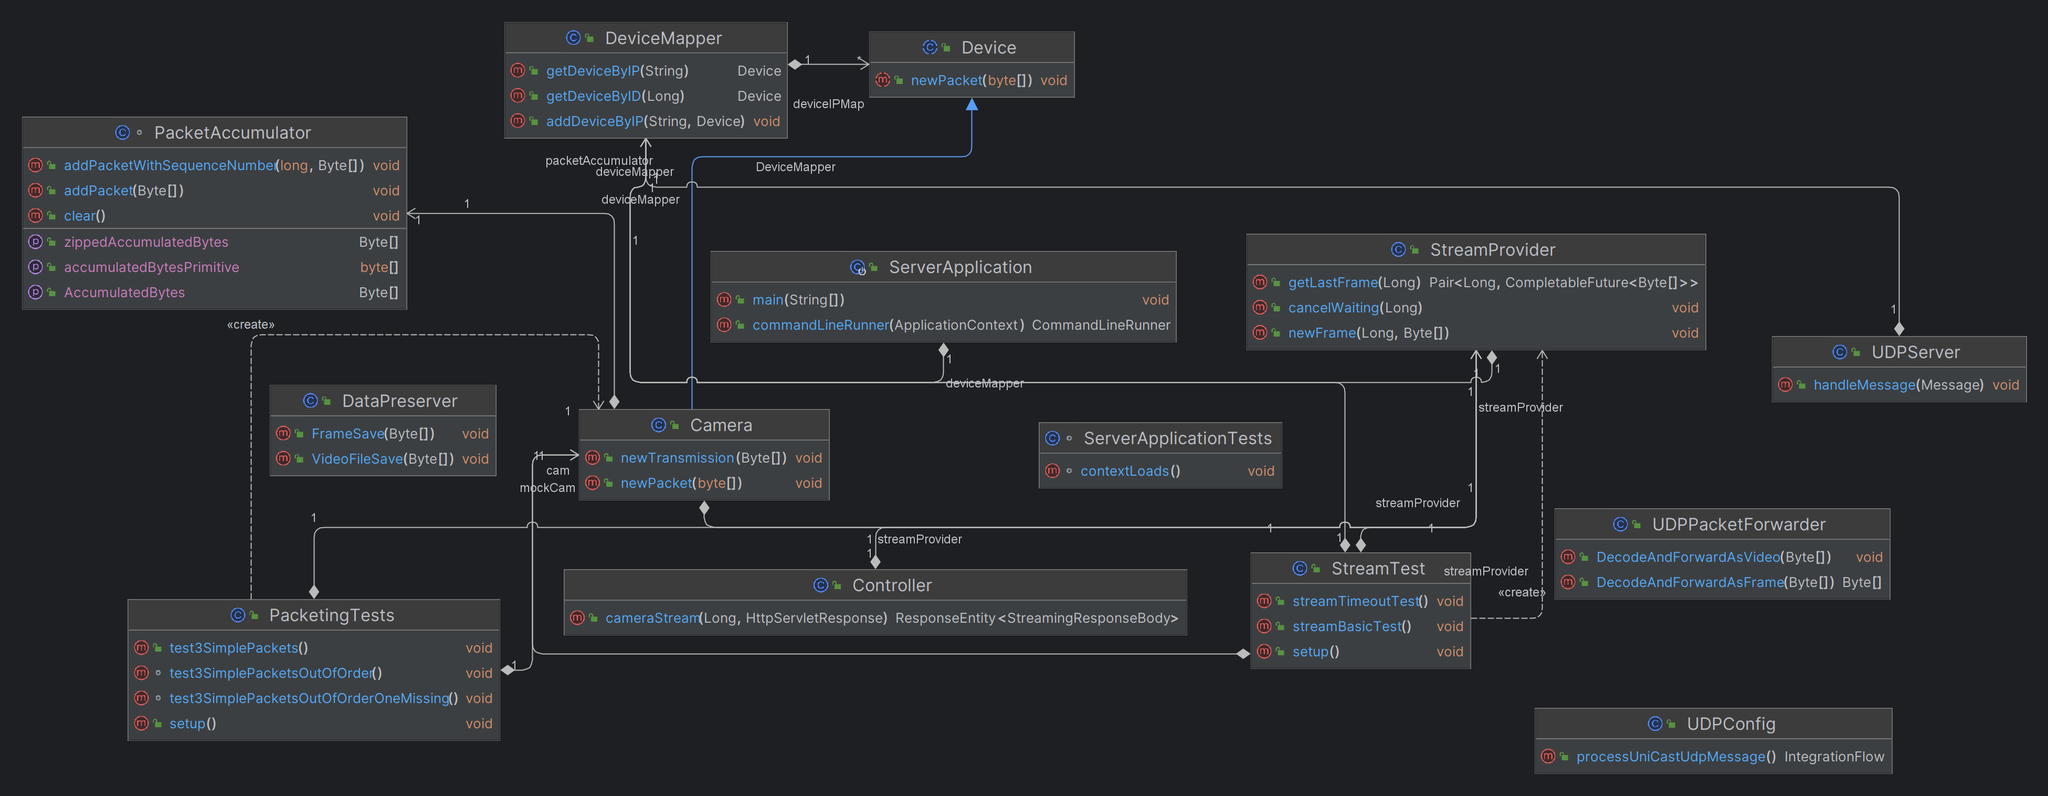 DeviceMapper
getDeviceByIP(String) Device
getDeviceByID(Long) Device
addDeviceByIP(String, Device) void
1
*
deviceIPMap
Device
newPacket(byte[]) void
PacketAccumulator
addPacketWithSequenceNumber(long, Byte[]) void
addPacket(Byte[]) void
clear() void
zippedAccumulatedBytes Byte[]
accumulatedBytesPrimitive byte[]
AccumulatedBytes Byte[]
packetAccumulator
deviceMapper
DeviceMapper
1
deviceMapper
1
1
1
ServerApplication
main(String[]) void
commandLineRunner(ApplicationContext) CommandLineRunner
1
deviceMapper
StreamProvider
getLastFrame(Long) Pair<Long, CompletableFuture<Byte[]>>
cancelWaiting(Long) void
newFrame(Long, Byte[]) void
1
1
1
streamProvider
1
UDPServer
handleMessage(Message) void
«create»
DataPreserver
FrameSave(Byte[]) void
VideoFileSave(Byte[]) void
1
Camera
newTransmission(Byte[]) void
newPacket(byte[]) void
11
cam
mockCam
ServerApplicationTests
contextLoads() void
1
streamProvider
1
1
1
1
streamProvider
1
1
UDPPacketForwarder
DecodeAndForwardAsVideo(Byte[]) void
DecodeAndForwardAsFrame(Byte[]) Byte[]
Controller
cameraStream(Long, HttpServletResponse) ResponseEntity<StreamingResponseBody>
StreamTest
streamTimeoutTest() void
streamBasicTest() void
setup() void
streamProvider
«create»
PacketingTests
test3SimplePackets() void
test3SimplePacketsOutOfOrder() void
test3SimplePacketsOutOfOrderOneMissing() void
setup() void
1
UDPConfig
processUniCastUdpMessage() IntegrationFlow